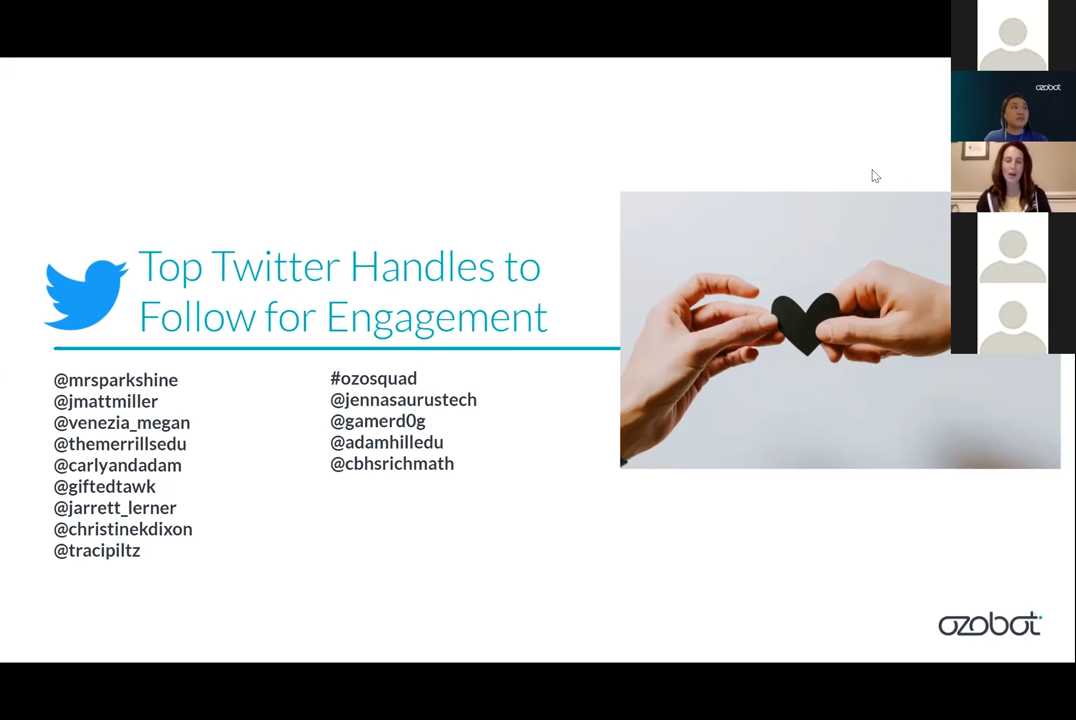 ozobot
Top Twitter Handles to
Follow for Engagement
@mrsparkshine
@jmattmiller
@venezia_megan
@themerrillsedu
@carlyandadam
@giftedtawk
@jarrett_lerner
@christinekdixon
@tracipiltz
#ozosquad
@jennasaurustech
@gamerd0g
@adamhilledu
@cbhsrichmath
ozobot